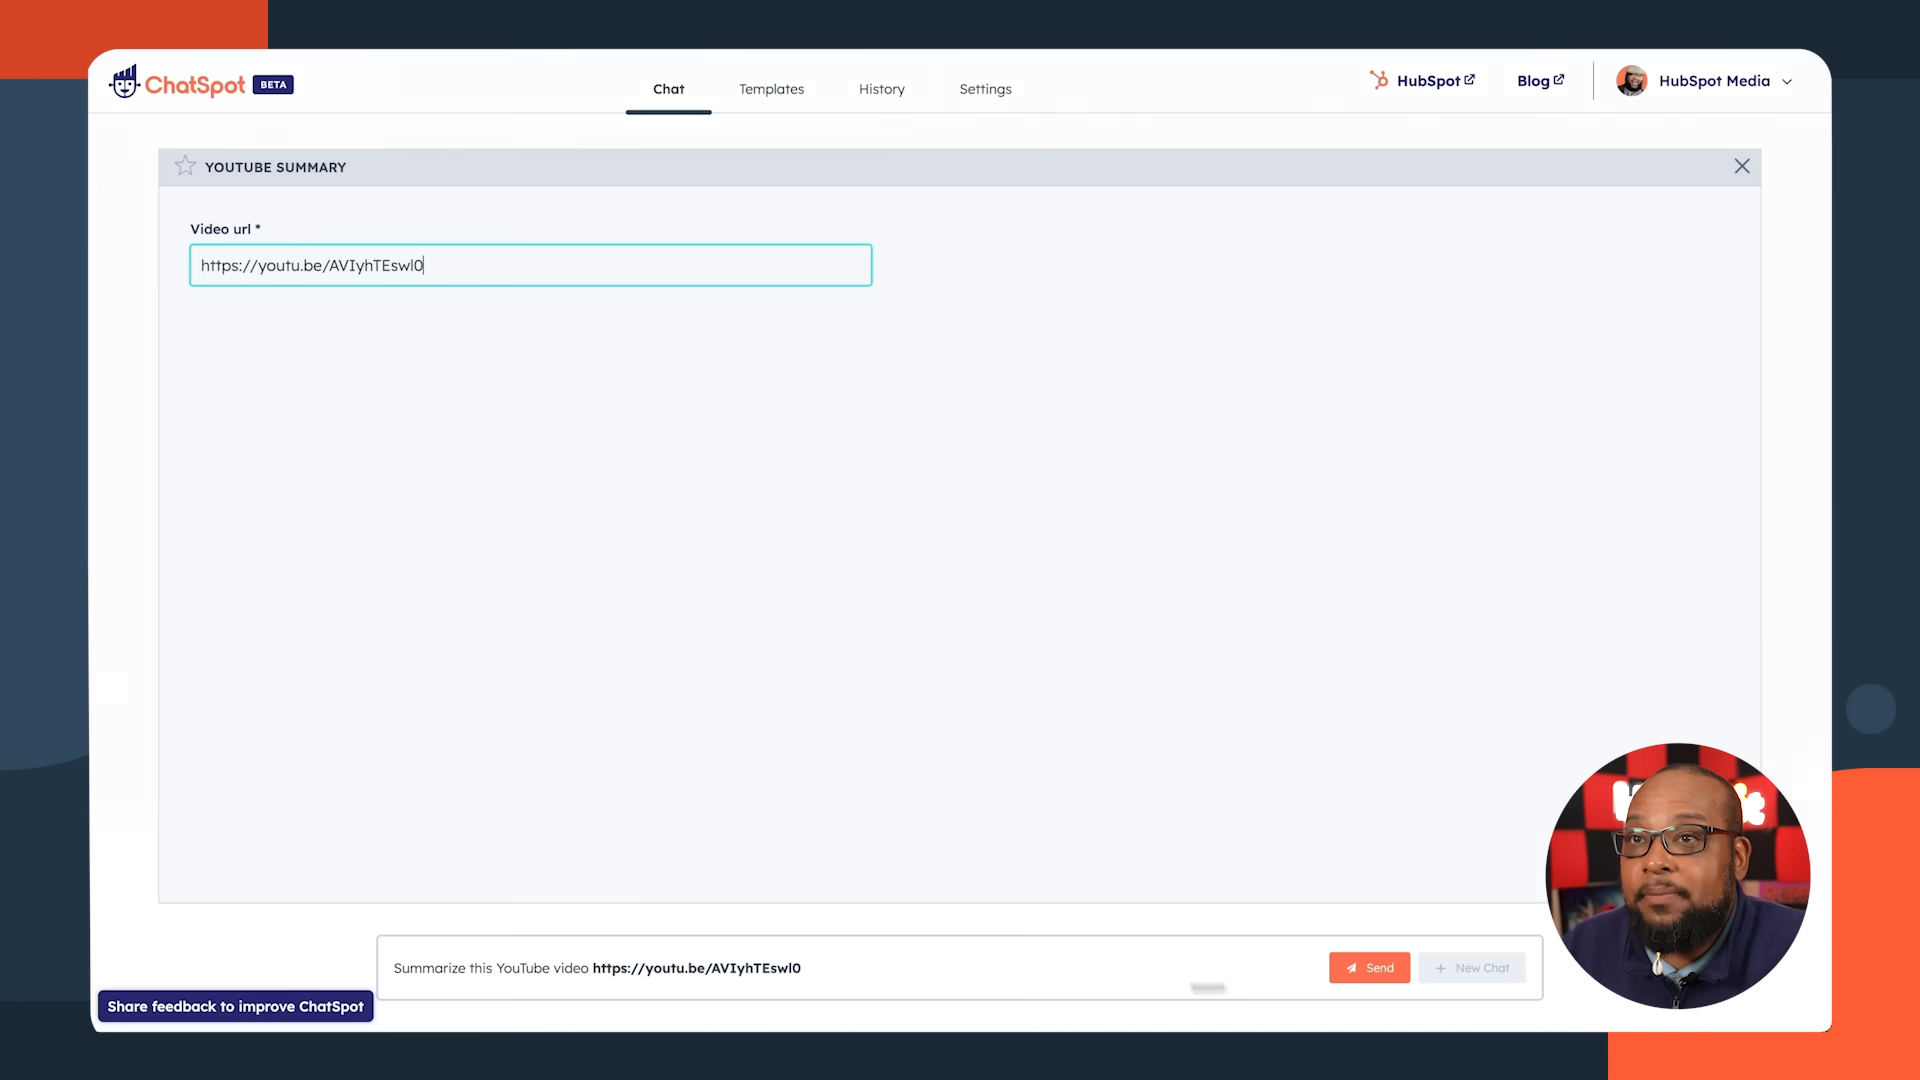 ChatSpot BETA
Chat Templates History Settings
HubSpot Blog HubSpot Media
YOUTUBE SUMMARY
Video url *
https://youtu.be/AVIyhTEswl0
Summarize this YouTube video https://youtu.be/AVIyhTEswl0
Send + New Chat
Share feedback to improve ChatSpot